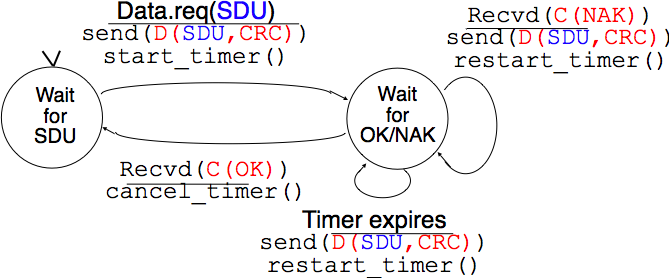 Data.req(SDU)
send(D(SDU,CRC))
start_timer()
Recvd(C(NAK))
send(D(SDU,CRC))
restart_timer()
Wait
for
SDU
Wait
for
OK/NAK
Recvd(C(OK))
cancel_timer()
Timer expires
send(D(SDU,CRC))
restart_timer()